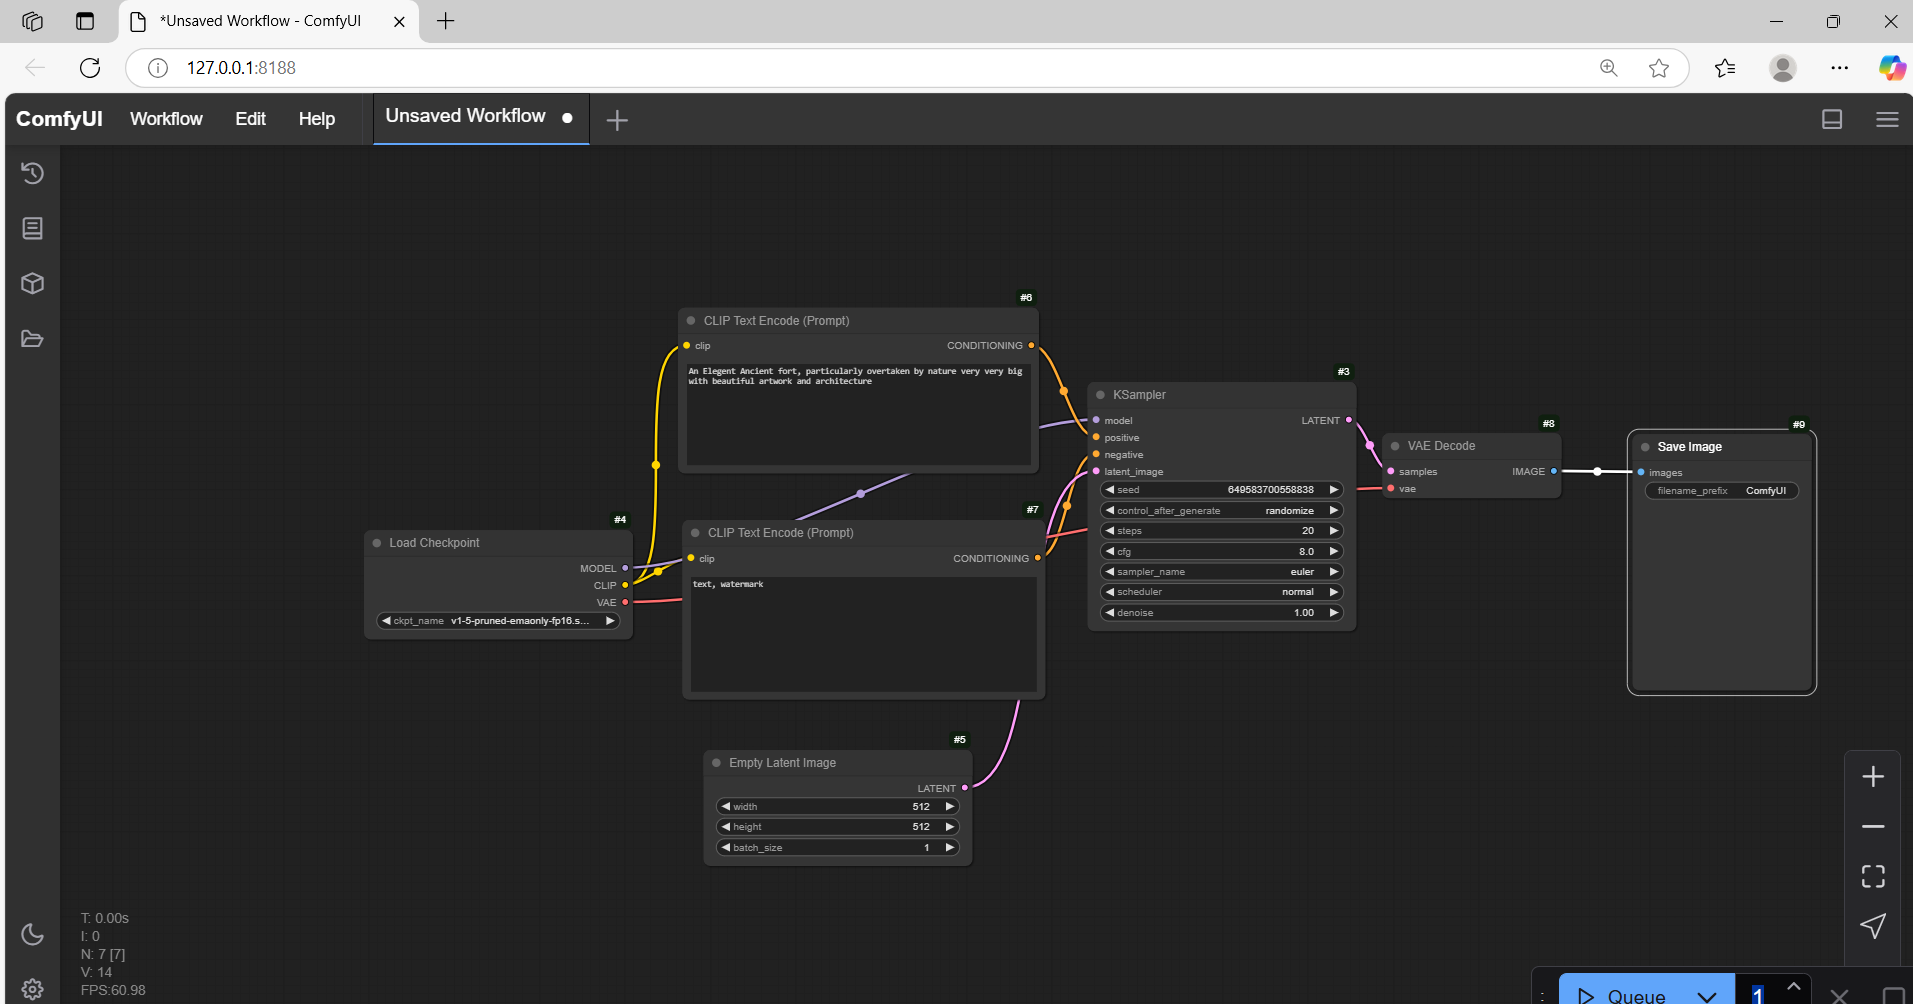 *Unsaved Workflow - ComfyUI
127.0.0.1:8188
ComfyUI Workflow Edit Help Unsaved Workflow
#6
CLIP Text Encode (Prompt)
clip CONDITIONING
An Elegent Ancient fort, particularly overtaken by nature very very big
with beautiful artwork and architecture
#3
KSampler
model LATENT
positive
negative
latent_image
seed 649583700558838
control_after_generate randomize
steps 20
cfg 8.0
sampler_name euler
scheduler normal
denoise 1.00
#8
VAE Decode
samples IMAGE
vae
#9
Save Image
images
filename_prefix ComfyUI
#4
Load Checkpoint
MODEL
CLIP
VAE
ckpt_name v1-5-pruned-emaonly-fp16.s...
#7
CLIP Text Encode (Prompt)
clip CONDITIONING
text, watermark
#5
Empty Latent Image
LATENT
width 512
height 512
batch_size 1
T: 0.00s
I: 0
N: 7 [7]
V: 14
FPS:60.98
Queue 1